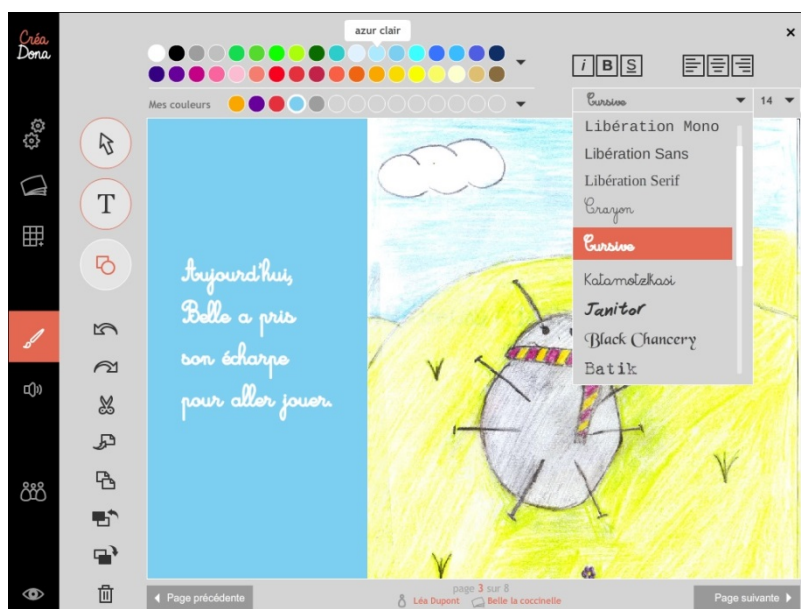 Créa
Dona
azur clair
Mes couleurs
i B S
Cursive
14
Libération Mono
Libération Sans
Libération Serif
Crayon
Cursive
Katamotzkasi
Janitor
Black Chancery
Batik
T
Aujourd'hui,
Belle a pris
son écharpe
pour aller jouer.
Page précédente
page 3 sur 8
Léa Dupont Belle la coccinelle
Page suivante